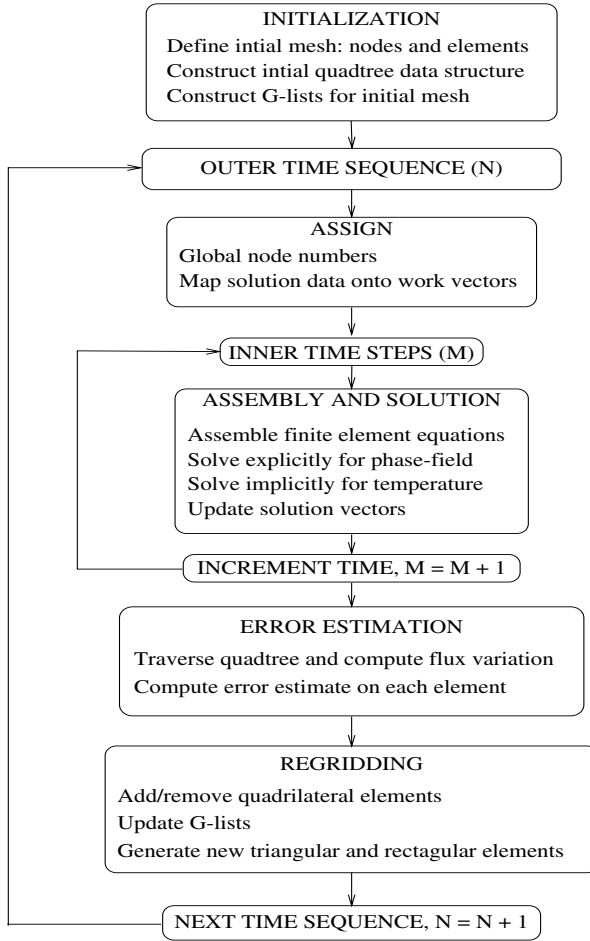 INITIALIZATION
Define intial mesh: nodes and elements
Construct intial quadtree data structure
Construct G-lists for initial mesh
OUTER TIME SEQUENCE (N)
ASSIGN
Global node numbers
Map solution data onto work vectors
INNER TIME STEPS (M)
ASSEMBLY AND SOLUTION
Assemble finite element equations
Solve explicitly for phase-field
Solve implicitly for temperature
Update solution vectors
INCREMENT TIME, M = M + 1
ERROR ESTIMATION
Traverse quadtree and compute flux variation
Compute error estimate on each element
REGRIDDING
Add/remove quadrilateral elements
Update G-lists
Generate new triangular and rectagular elements
NEXT TIME SEQUENCE, N = N + 1